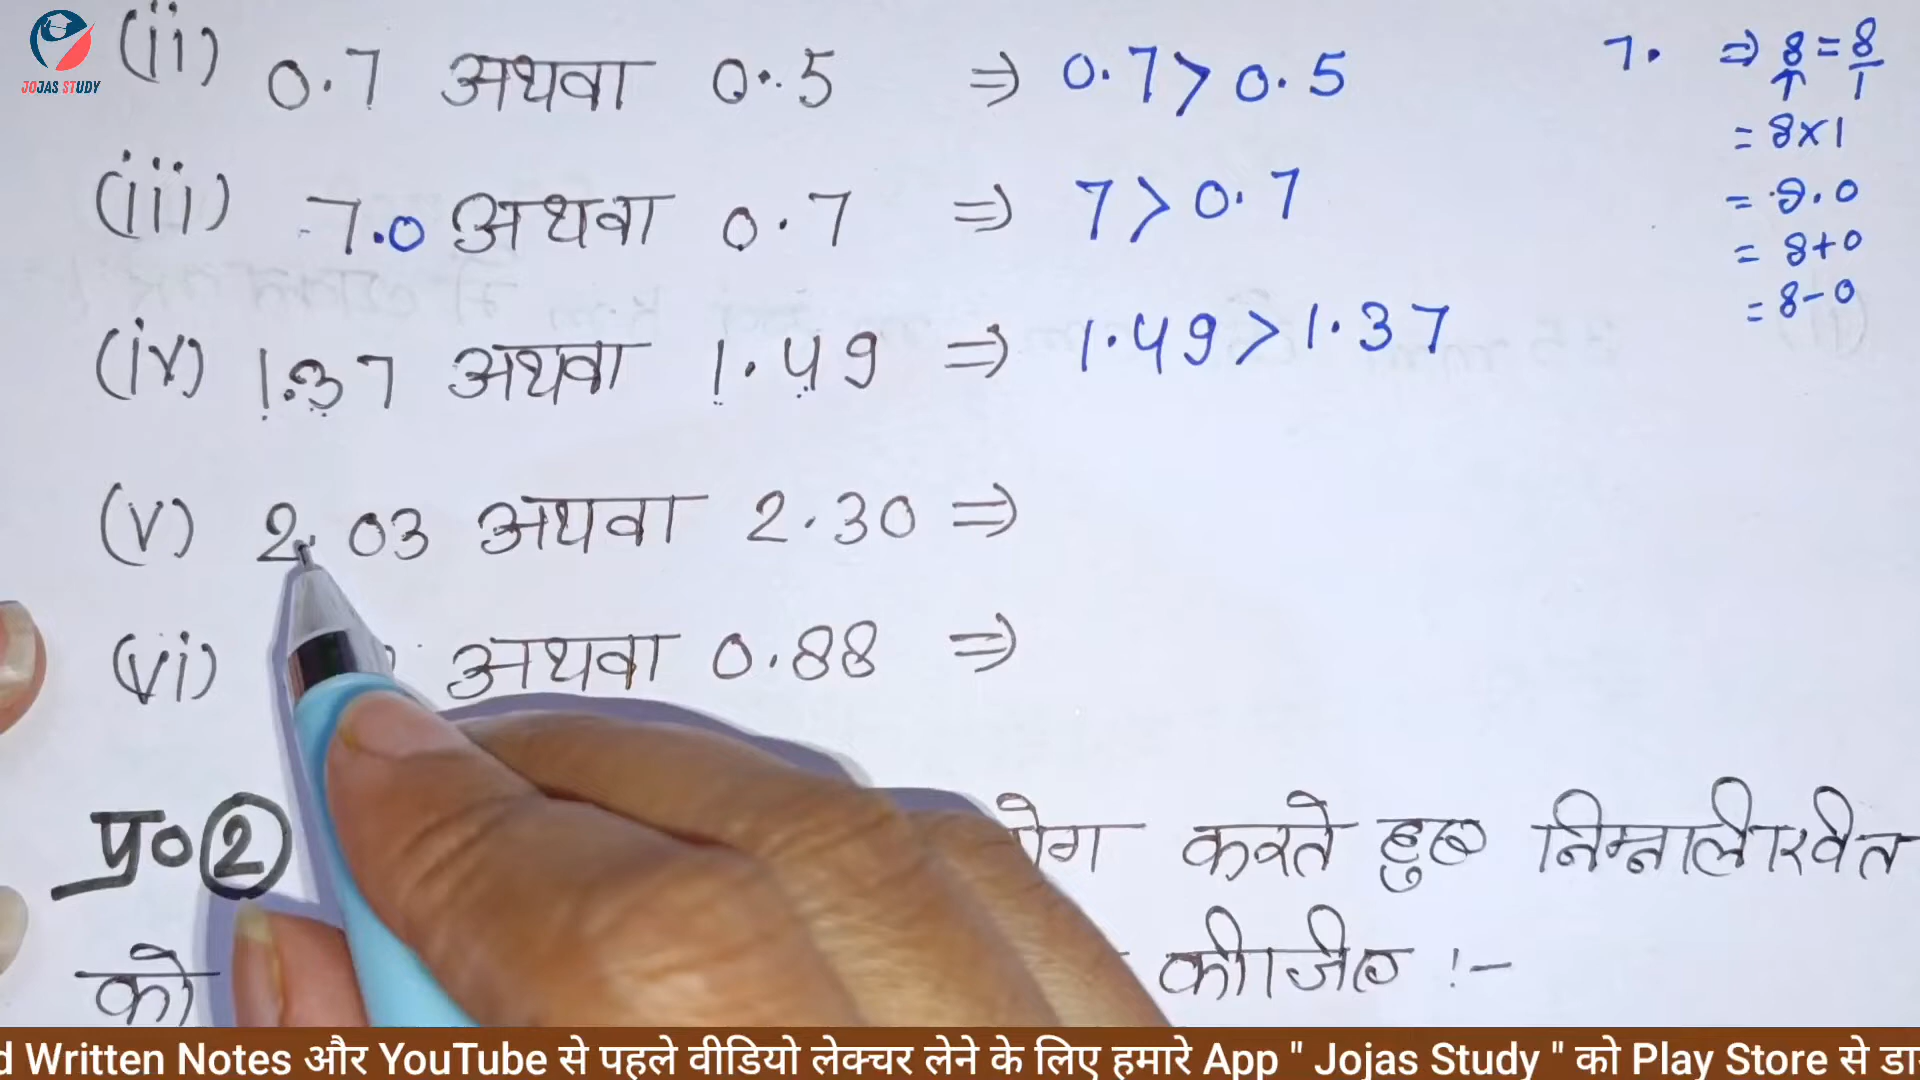 JOJAS STUDY
(ii) 0.7 अथवा 0.5 ⇒ 0.7 > 0.5
(iii) 7.0 अथवा 0.7 ⇒ 7 > 0.7
(iv) 1.37 अथवा 1.49 ⇒ 1.49 > 1.37
(v) 2.03 अथवा 2.30 ⇒
(vi) अथवा 0.88 ⇒
7. ⇒ 8 = 8/1
= 8×1
= 8.0
= 8+0
= 8-0
प्र० 2 करते हुए निम्नलिखित
को कीजिए :-
Written Notes और YouTube से पहले वीडियो लेक्चर लेने के लिए हमारे App " Jojas Study " को Play Store से